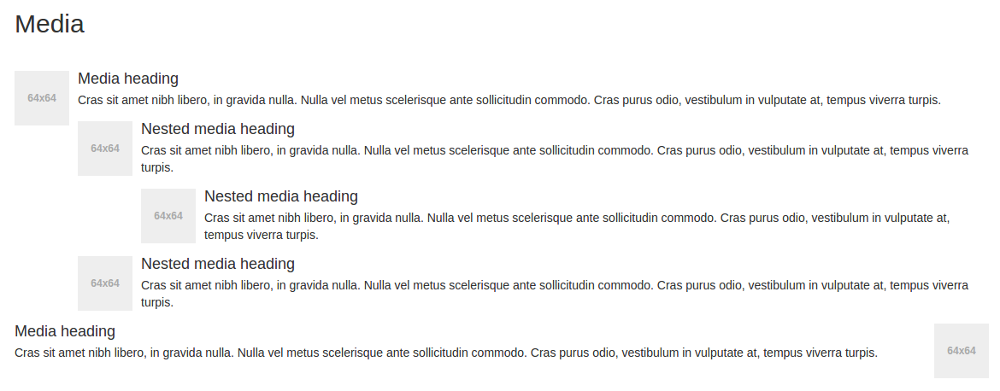 Media
Media heading
64x64
Cras sit amet nibh libero, in gravida nulla. Nulla vel metus scelerisque ante sollicitudin commodo. Cras purus odio, vestibulum in vulputate at, tempus viverra turpis.
Nested media heading
64x64
Cras sit amet nibh libero, in gravida nulla. Nulla vel metus scelerisque ante sollicitudin commodo. Cras purus odio, vestibulum in vulputate at, tempus viverra
turpis.
Nested media heading
64x64
Cras sit amet nibh libero, in gravida nulla. Nulla vel metus scelerisque ante sollicitudin commodo. Cras purus odio, vestibulum in vulputate at,
tempus viverra turpis.
Nested media heading
64x64
Cras sit amet nibh libero, in gravida nulla. Nulla vel metus scelerisque ante sollicitudin commodo. Cras purus odio, vestibulum in vulputate at, tempus viverra
turpis.
Media heading
Cras sit amet nibh libero, in gravida nulla. Nulla vel metus scelerisque ante sollicitudin commodo. Cras purus odio, vestibulum in vulputate at, tempus viverra turpis.
64x64